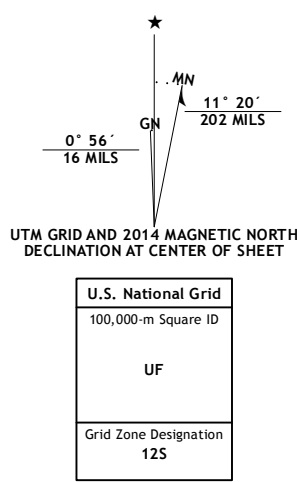 ★
MN
GN
11° 20´
202 MILS
0° 56´
16 MILS
UTM GRID AND 2014 MAGNETIC NORTH
DECLINATION AT CENTER OF SHEET
U.S. National Grid
100,000-m Square ID
UF
Grid Zone Designation
12S